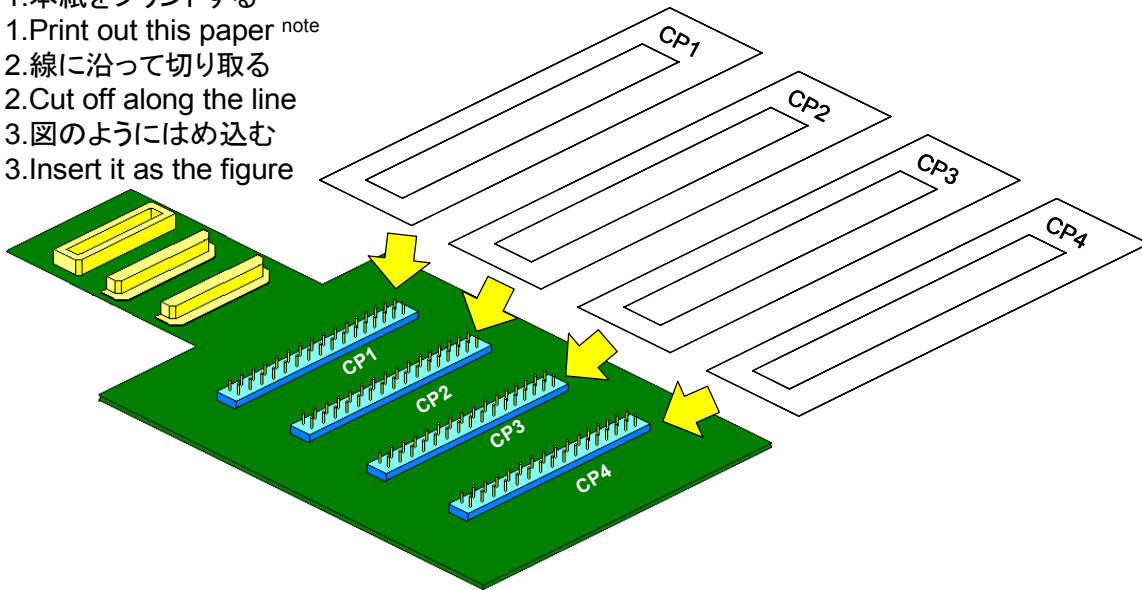 1.本紙をプリントする
1.Print out this paper note
2.線に沿って切り取る
2.Cut off along the line
3.図のようにはめ込む
3.Insert it as the figure
CP1
CP2
CP3
CP4
CP1
CP2
CP3
CP4